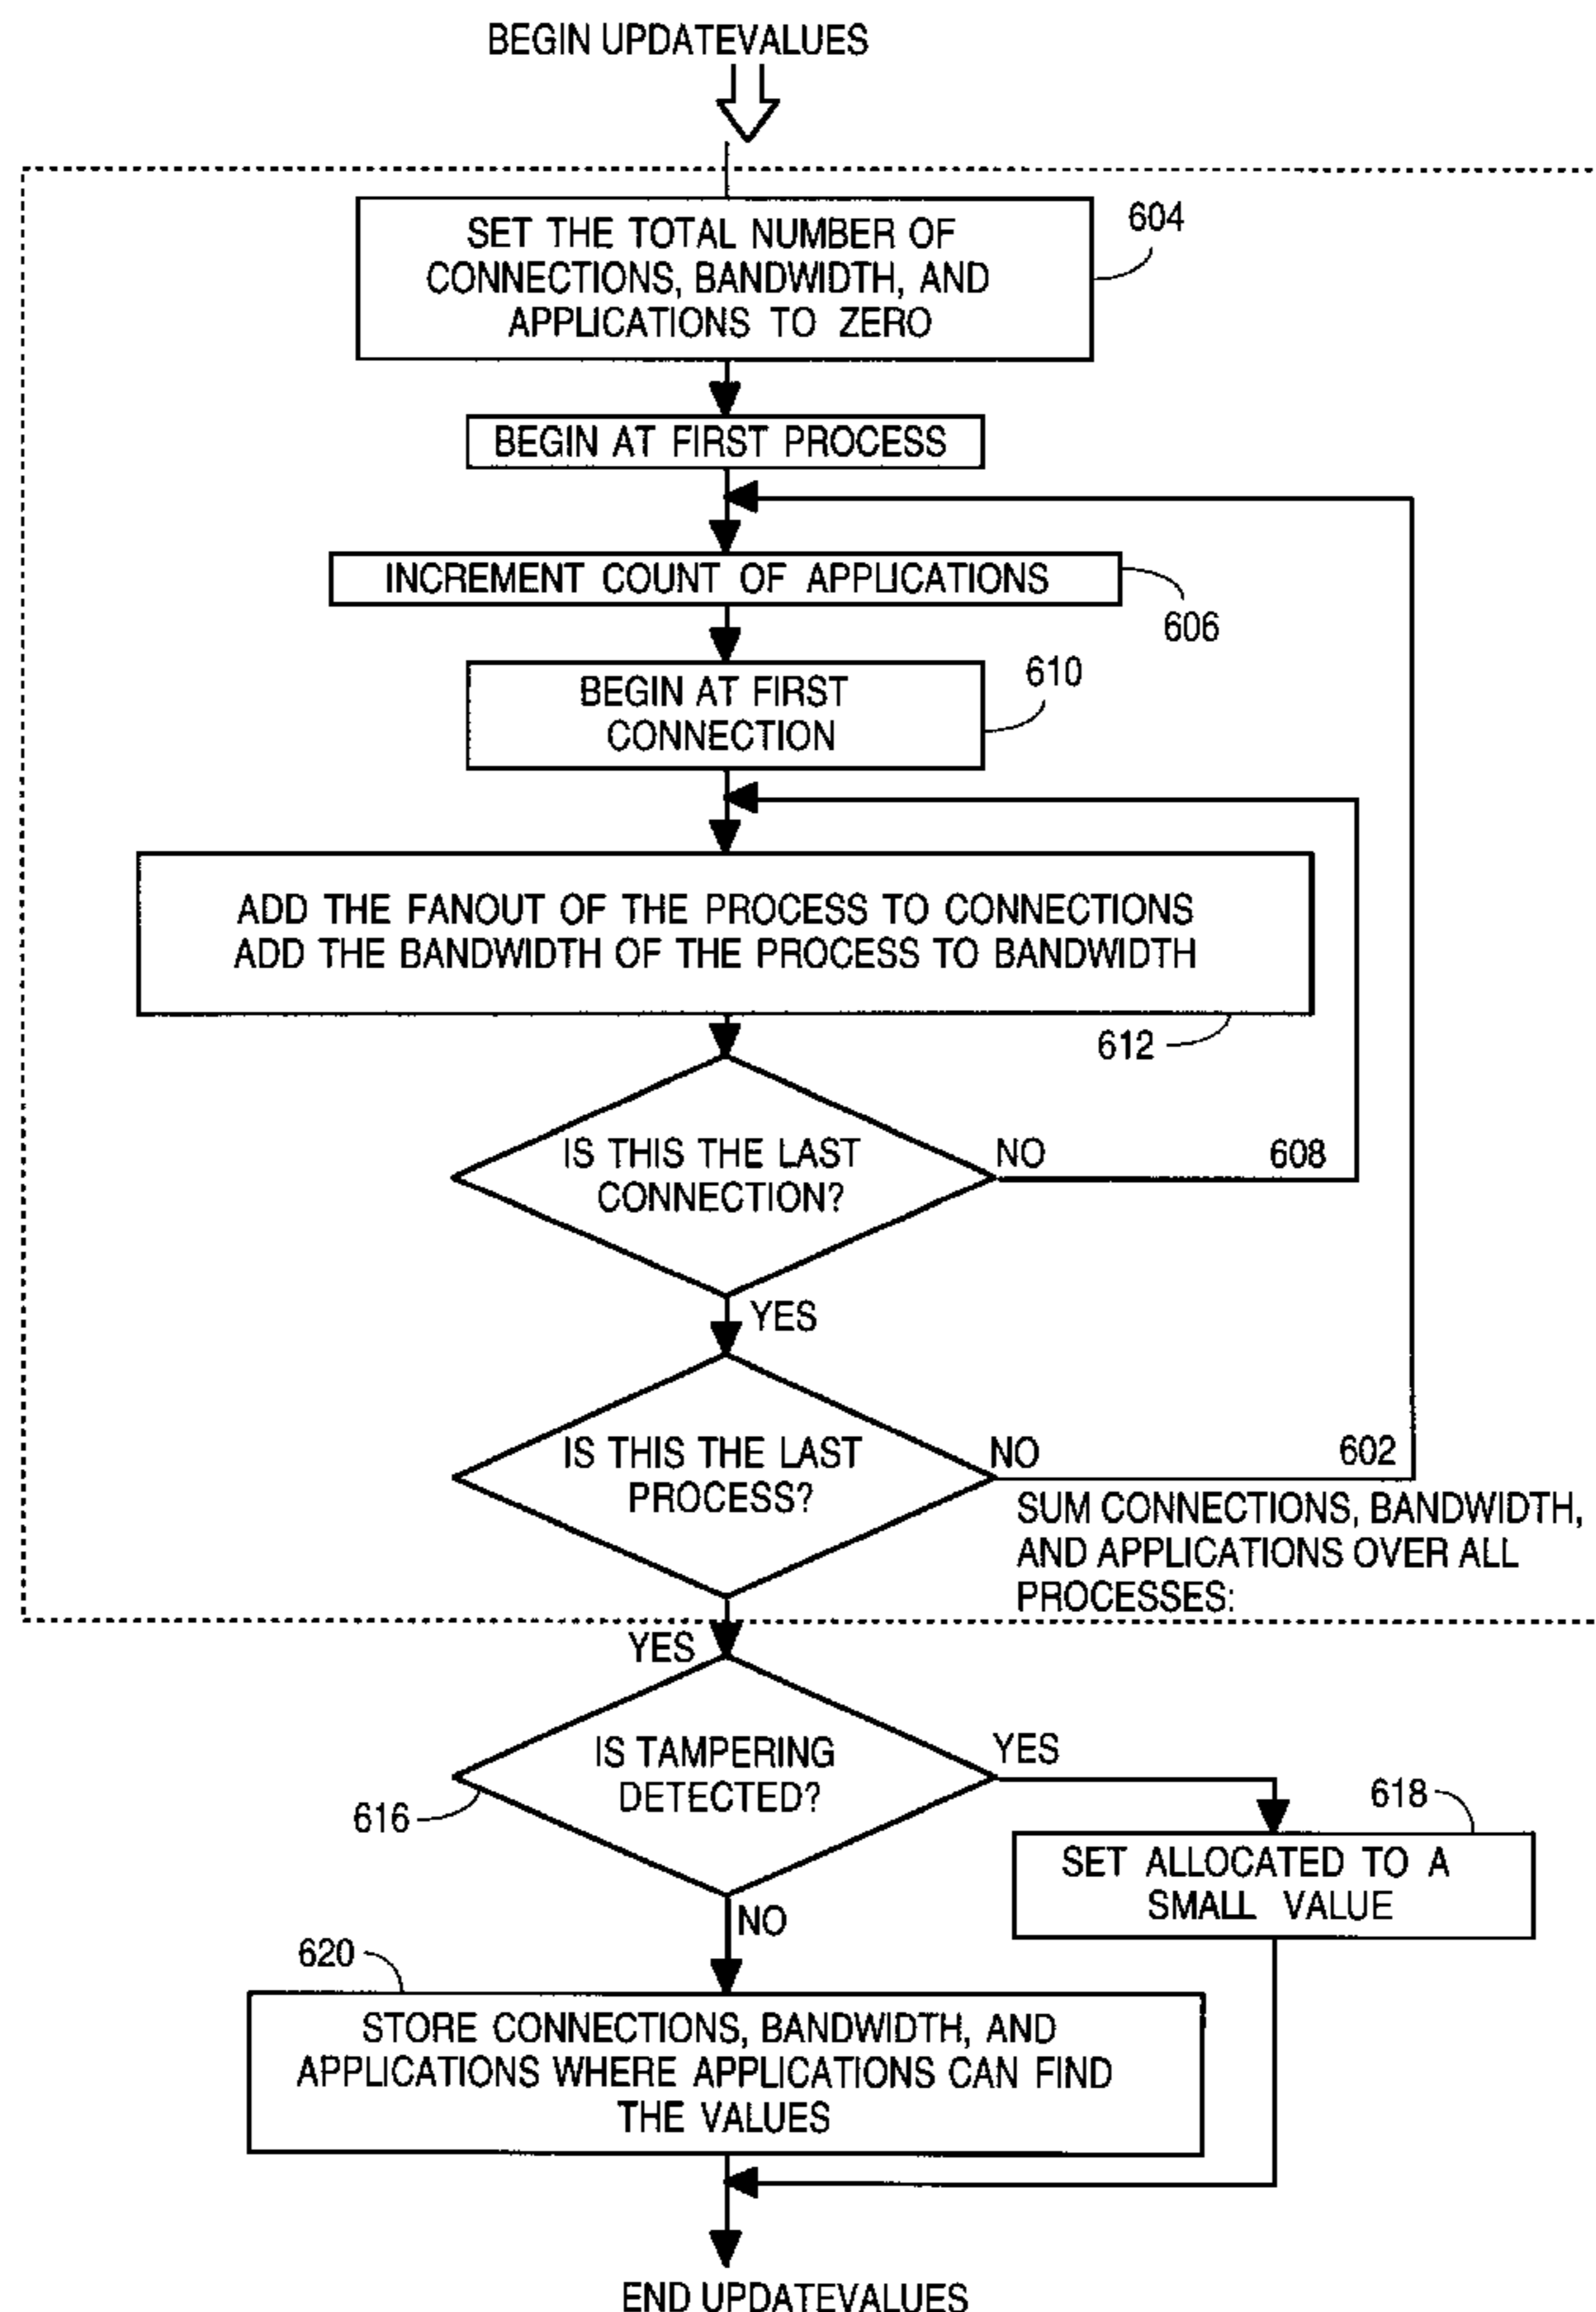 BEGIN UPDATEVALUES
SET THE TOTAL NUMBER OF
CONNECTIONS, BANDWIDTH, AND
APPLICATIONS TO ZERO
604
BEGIN AT FIRST PROCESS
INCREMENT COUNT OF APPLICATIONS
606
610
BEGIN AT FIRST
CONNECTION
ADD THE FANOUT OF THE PROCESS TO CONNECTIONS
ADD THE BANDWIDTH OF THE PROCESS TO BANDWIDTH
612
IS THIS THE LAST
CONNECTION?
NO
608
YES
IS THIS THE LAST
PROCESS?
NO
602
SUM CONNECTIONS, BANDWIDTH,
AND APPLICATIONS OVER ALL
PROCESSES:
YES
IS TAMPERING
DETECTED?
YES
616
618
SET ALLOCATED TO A
SMALL VALUE
NO
620
STORE CONNECTIONS, BANDWIDTH, AND
APPLICATIONS WHERE APPLICATIONS CAN FIND
THE VALUES
END UPDATEVALUES